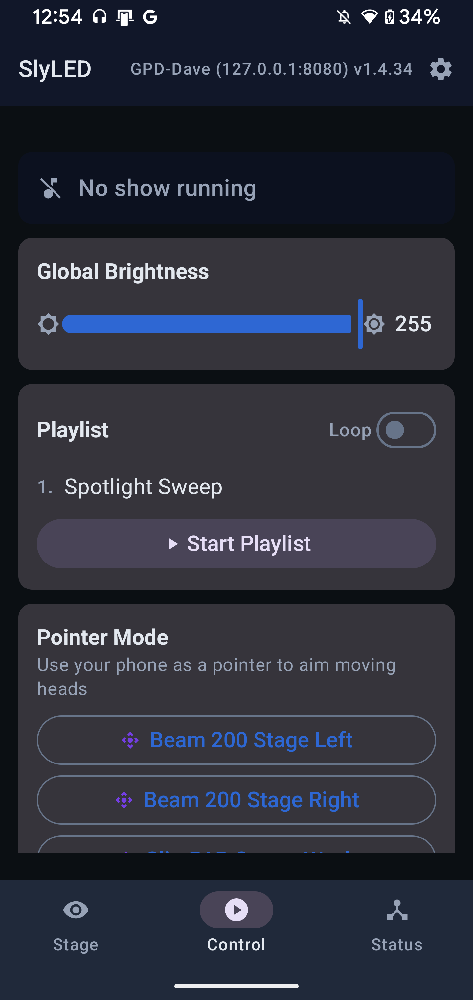 12:54
34%
SlyLED
GPD-Dave (127.0.0.1:8080) v1.4.34
No show running
Global Brightness
255
Playlist
Loop
1. Spotlight Sweep
Start Playlist
Pointer Mode
Use your phone as a pointer to aim moving
heads
Beam 200 Stage Left
Beam 200 Stage Right
Stage
Control
Status